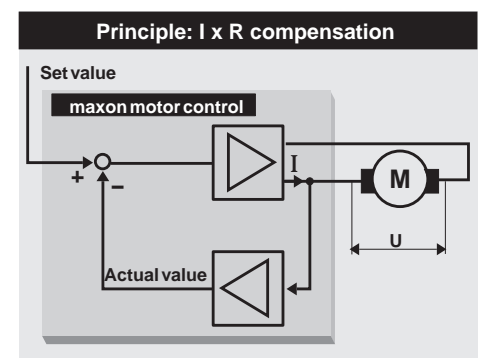 Principle: I x R compensation
Set value
maxon motor control
I
+
–
M
U
Actual value